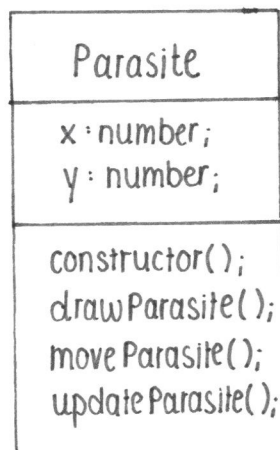 Parasite
x : number;
y : number;
constructor();
drawParasite();
moveParasite();
updateParasite();